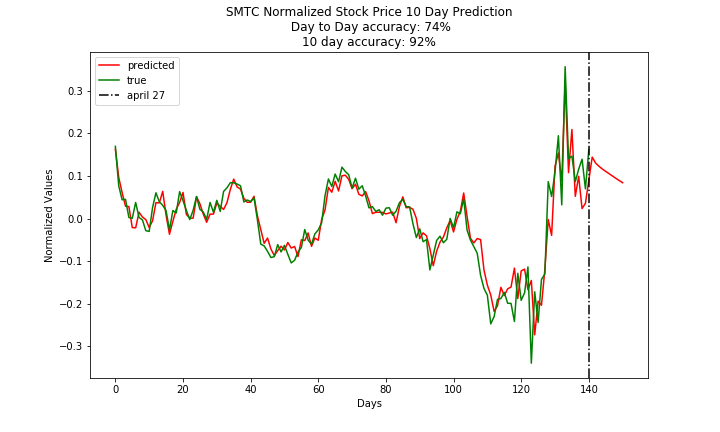 SMTC Normalized Stock Price 10 Day Prediction
Day to Day accuracy: 74%
10 day accuracy: 92%
predicted
true
april 27
Normalized Values
0.3
0.2
0.1
0.0
−0.1
−0.2
−0.3
0 20 40 60 80 100 120 140
Days